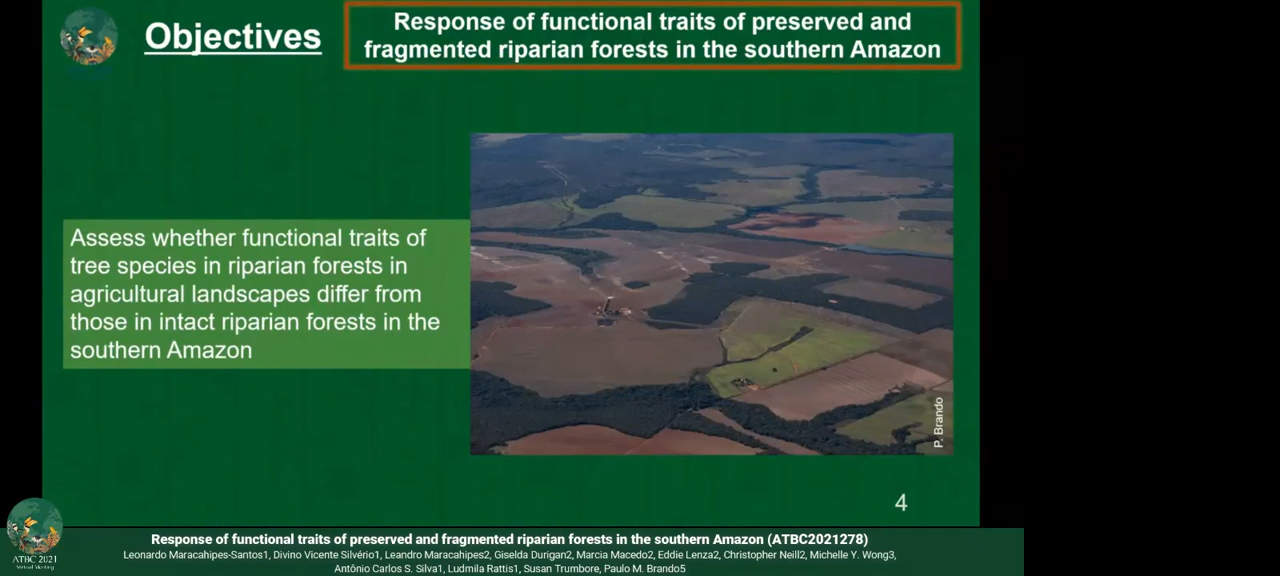 Objectives
Response of functional traits of preserved and
fragmented riparian forests in the southern Amazon
Assess whether functional traits of
tree species in riparian forests in
agricultural landscapes differ from
those in intact riparian forests in the
southern Amazon
P. Brando
4
ATBC 2021
Virtual Meeting
Response of functional traits of preserved and fragmented riparian forests in the southern Amazon (ATBC2021278)
Leonardo Maracahipes-Santos1, Divino Vicente Silvério1, Leandro Maracahipes2, Giselda Durigan2, Marcia Macedo2, Eddie Lenza2, Christopher Neill2, Michelle Y. Wong3,
Antônio Carlos S. Silva1, Ludmila Rattis1, Susan Trumbore, Paulo M. Brando5